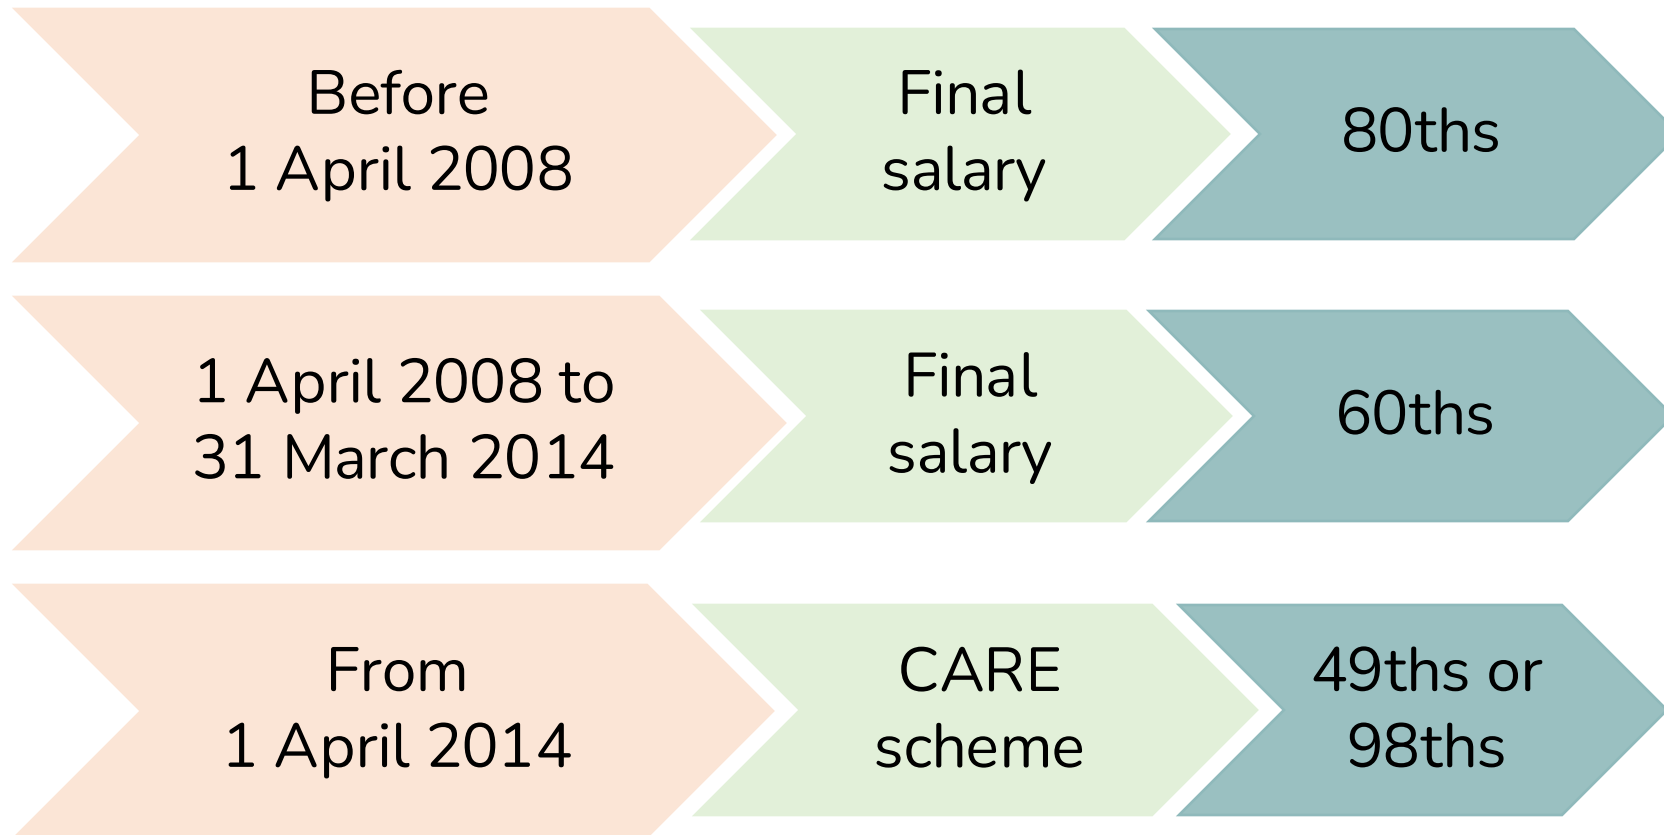 Before
1 April 2008
Final
salary
80ths
1 April 2008 to
31 March 2014
Final
salary
60ths
From
1 April 2014
CARE
scheme
49ths or
98ths